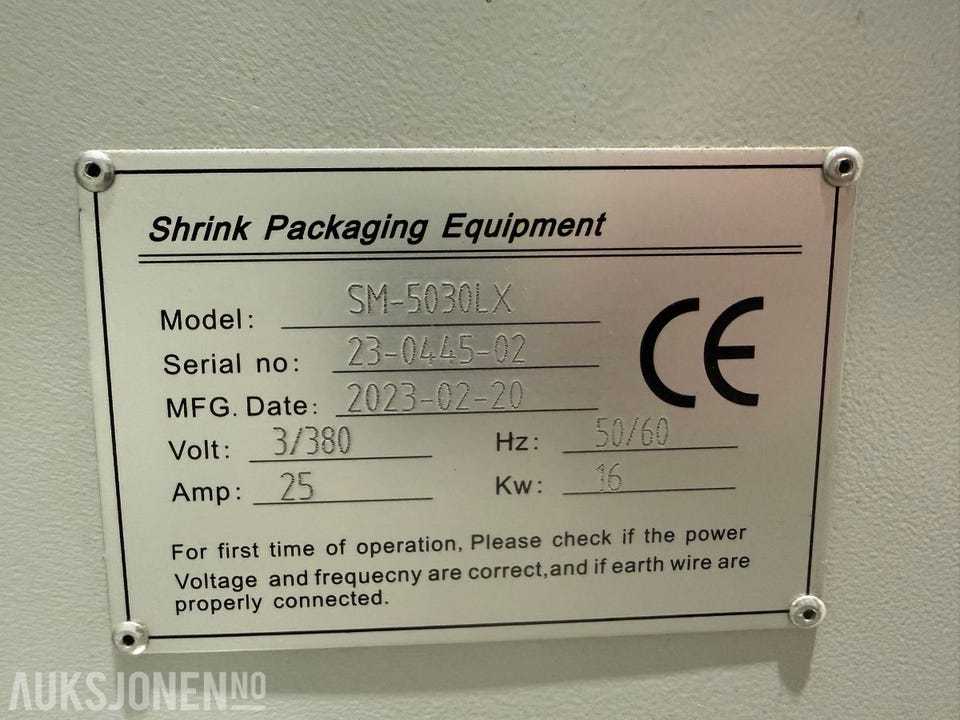 Shrink Packaging Equipment
Model: SM-5030LX
Serial no: 23-0445-02
MFG. Date: 2023-02-20
Volt: 3/380 Hz: 50/60
Amp: 25 Kw: 16
CE
For first time of operation, Please check if the power
Voltage and frequecny are correct,and if earth wire are
properly connected.
AUKSJONEN NO